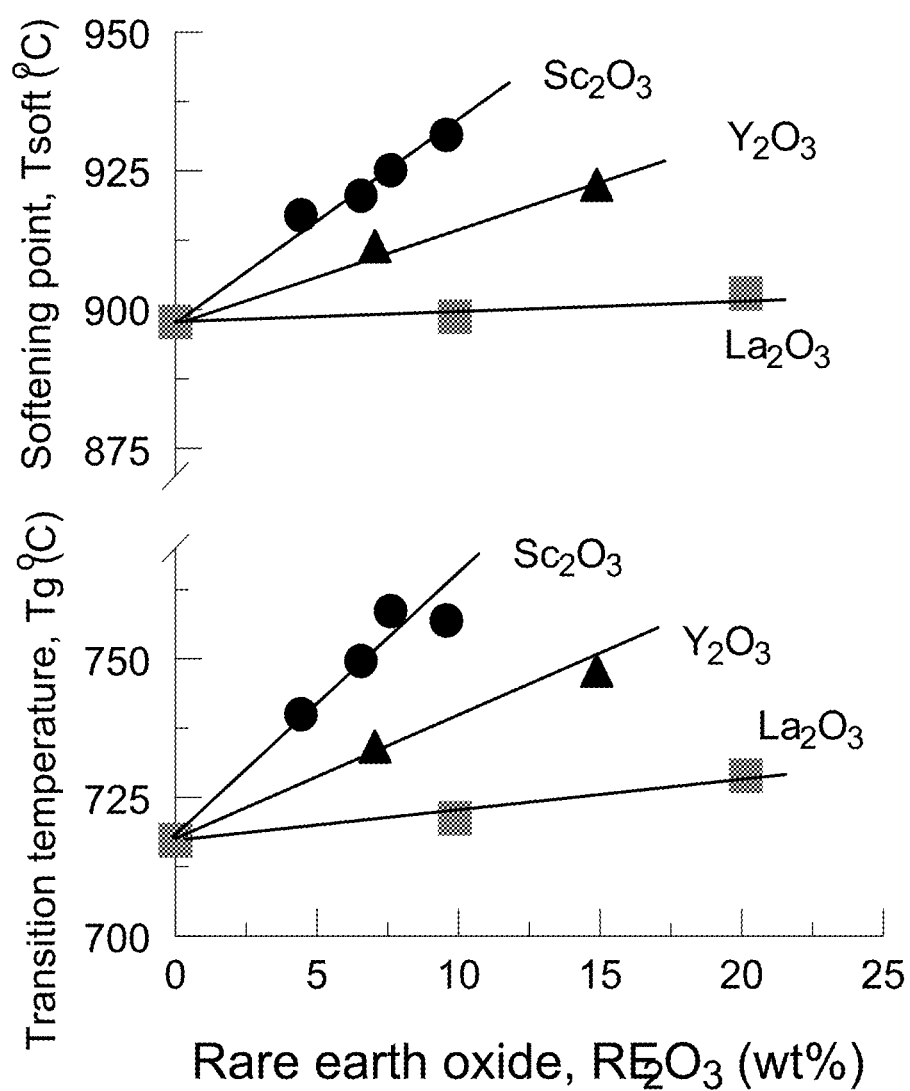 Softening point, Tsoft (°C)
950
925
900
875
Sc2O3
Y2O3
La2O3
Transition temperature, Tg (°C)
750
725
700
Sc2O3
Y2O3
La2O3
0 5 10 15 20 25
Rare earth oxide, RE2O3 (wt%)